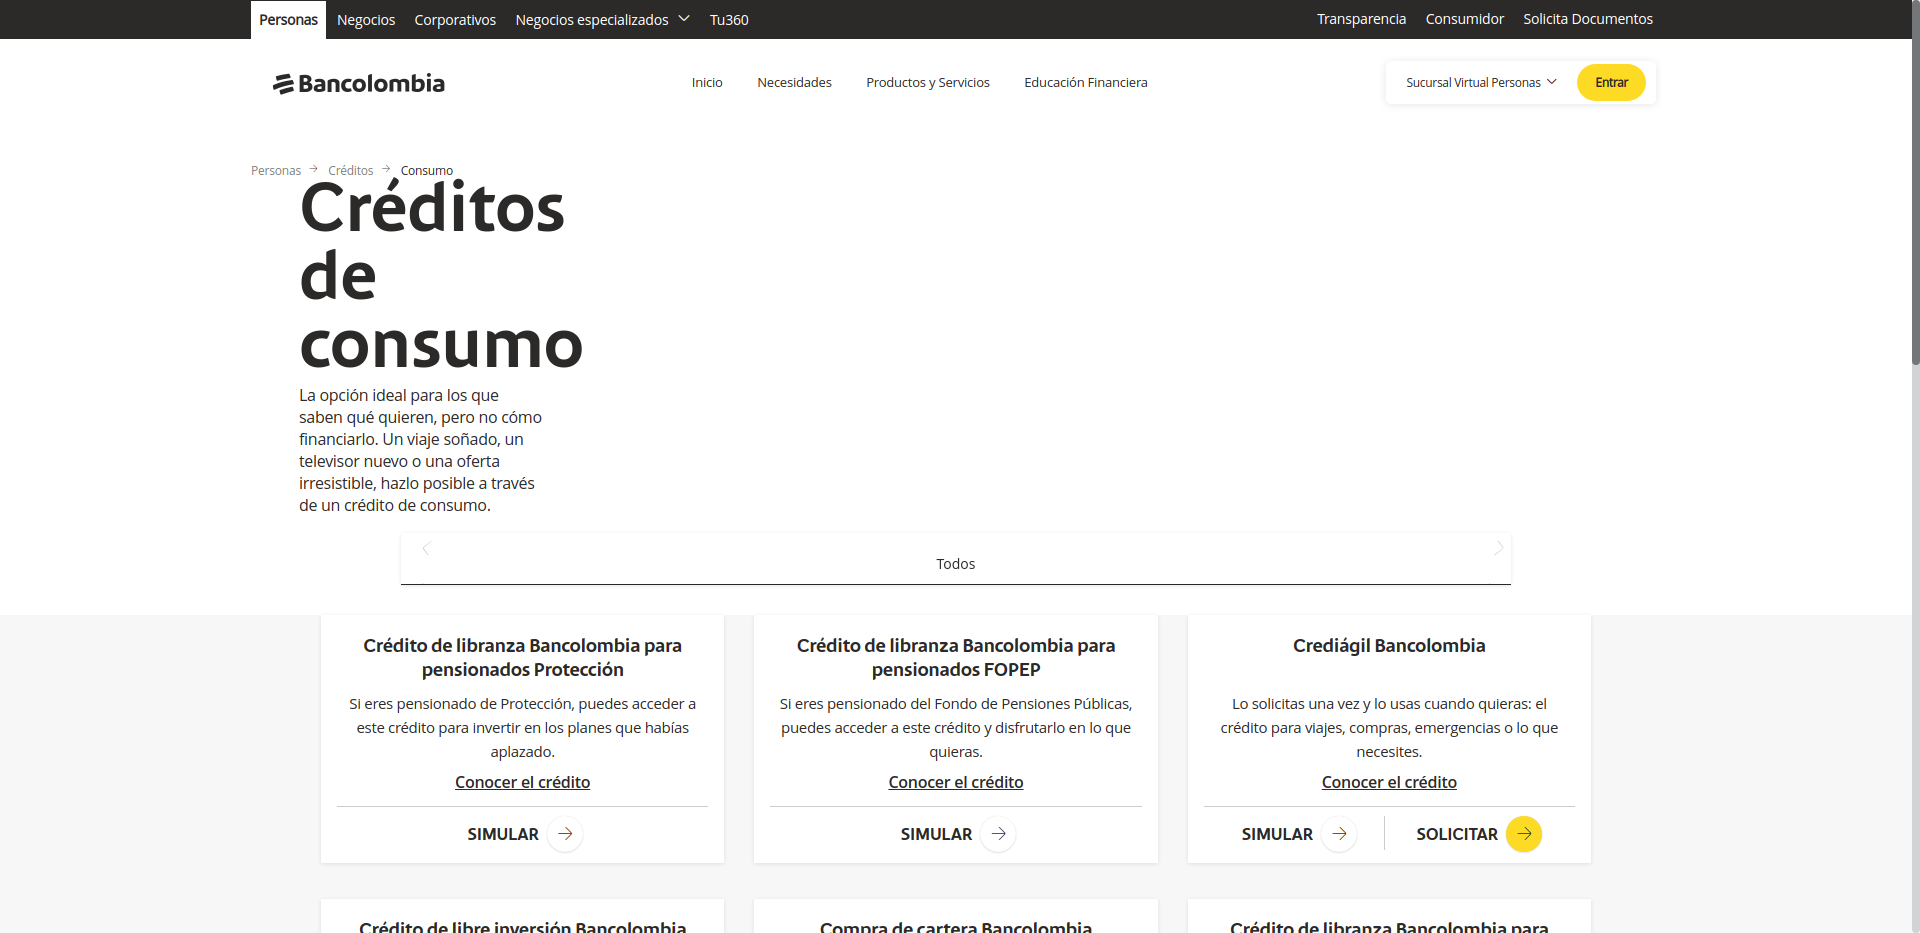 Personas
Negocios
Corporativos
Negocios especializados
Tu360
Transparencia
Consumidor
Solicita Documentos
Bancolombia
Inicio
Necesidades
Productos y Servicios
Educación Financiera
Sucursal Virtual Personas
Entrar
Personas
Créditos
Consumo
Créditos
de
consumo
La opción ideal para los que
saben qué quieren, pero no cómo
financiarlo. Un viaje soñado, un
televisor nuevo o una oferta
irresistible, hazlo posible a través
de un crédito de consumo.
Todos
Crédito de libranza Bancolombia para
pensionados Protección
Si eres pensionado de Protección, puedes acceder a
este crédito para invertir en los planes que habías
aplazado.
Conocer el crédito
SIMULAR
Crédito de libranza Bancolombia para
pensionados FOPEP
Si eres pensionado del Fondo de Pensiones Públicas,
puedes acceder a este crédito y disfrutarlo en lo que
quieras.
Conocer el crédito
SIMULAR
Crediágil Bancolombia
Lo solicitas una vez y lo usas cuando quieras: el
crédito para viajes, compras, emergencias o lo que
necesites.
Conocer el crédito
SIMULAR
SOLICITAR
Crédito de libre inversión Bancolombia
Compra de cartera Bancolombia
Crédito de libranza Bancolombia para